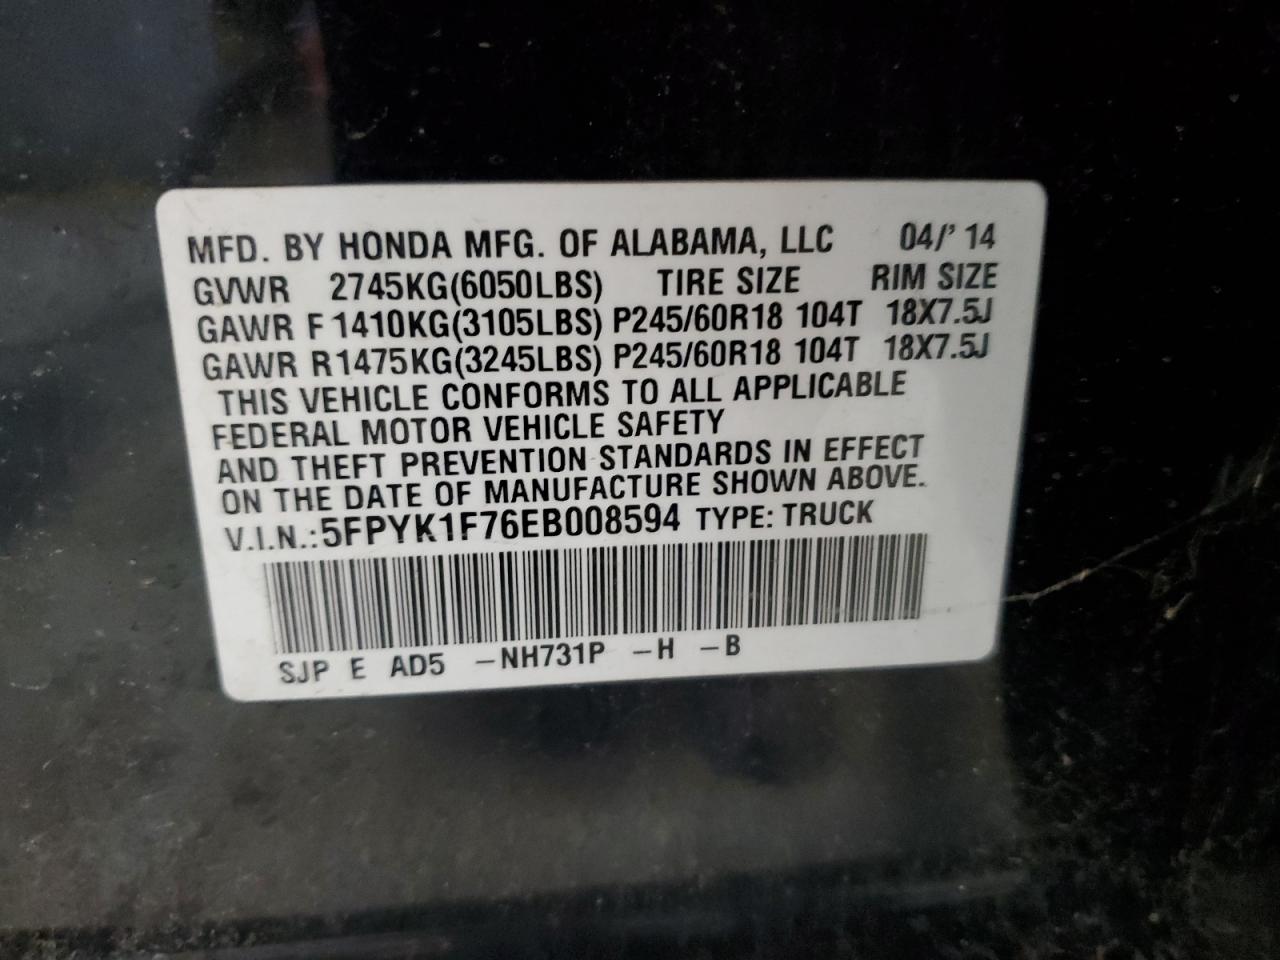 MFD. BY HONDA MFG. OF ALABAMA, LLC 04/' 14
GVWR 2745KG(6050LBS) TIRE SIZE RIM SIZE
GAWR F 1410KG(3105LBS) P245/60R18 104T 18X7.5J
GAWR R 1475KG(3245LBS) P245/60R18 104T 18X7.5J
THIS VEHICLE CONFORMS TO ALL APPLICABLE
FEDERAL MOTOR VEHICLE SAFETY
AND THEFT PREVENTION STANDARDS IN EFFECT
ON THE DATE OF MANUFACTURE SHOWN ABOVE.
V.I.N.: 5FPYK1F76EB008594 TYPE: TRUCK
SJP E AD5 -NH731P -H -B